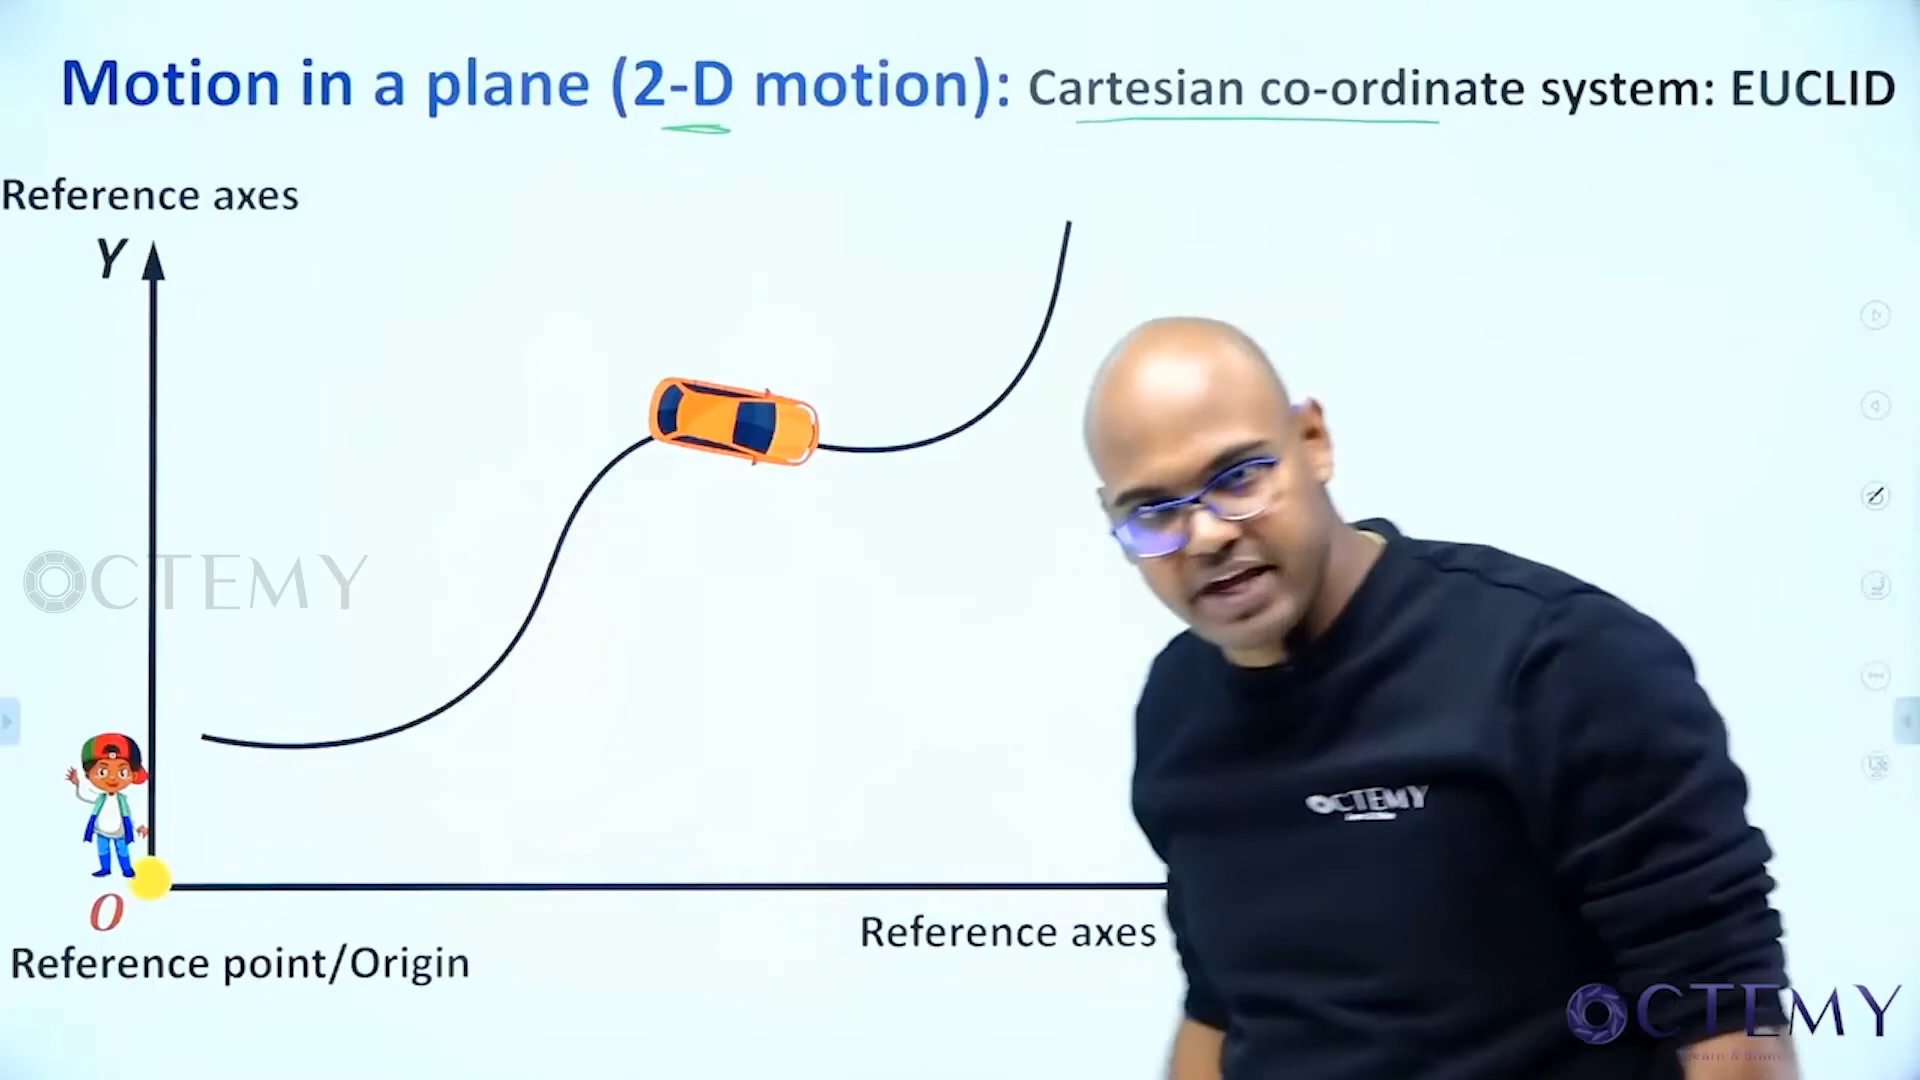 Motion in a plane (2-D motion): Cartesian co-ordinate system: EUCLID
Reference axes
Y
OCTEMY
OCTEMY
O
Reference axes
Reference point/Origin
OCTEMY